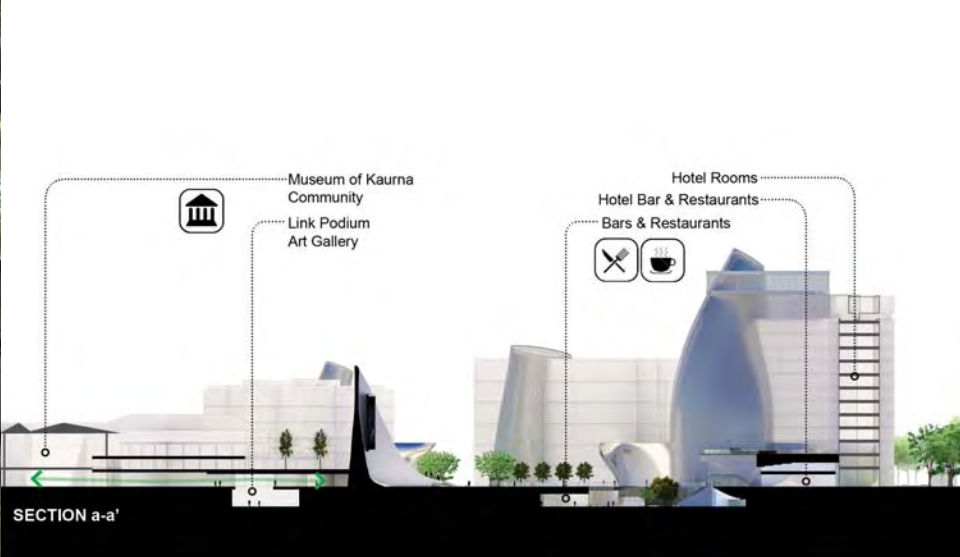 Museum of Kaurna
Community
Link Podium
Art Gallery
Hotel Rooms
Hotel Bar & Restaurants
Bars & Restaurants
SECTION a-a'